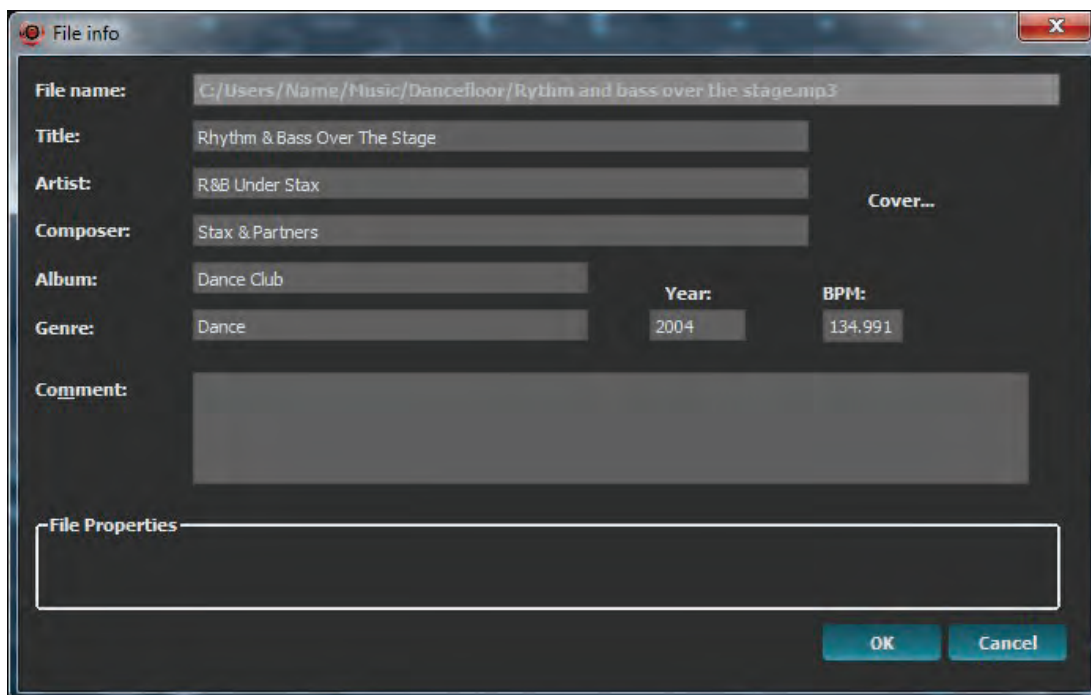 File info
File name: C:/Users/Name/Music/Dancefloor/Rythm and bass over the stage.mp3
Title: Rhythm & Bass Over The Stage
Artist: R&B Under Stax
Cover...
Composer: Stax & Partners
Album: Dance Club
Year: BPM:
Genre: Dance 2004 134.991
Comment:
File Properties
OK Cancel